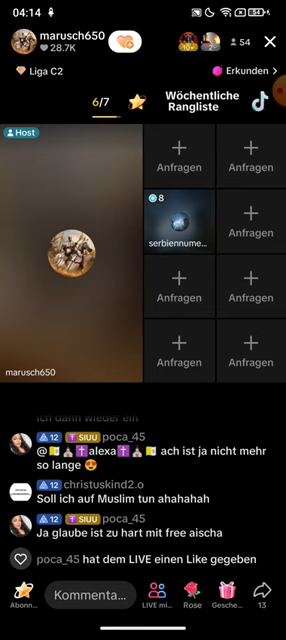 04:14
54
marusch650
28.7K
10+
54
Liga C2
Erkunden >
6/7
Wöchentliche
Rangliste
Host
Anfragen
Anfragen
8
serbiennume...
Anfragen
Anfragen
Anfragen
Anfragen
Anfragen
marusch650
ich dann wieder ein
12 SIUU poca_45
@alexa ach ist ja nicht mehr
so lange 😍
12 christuskind2.o
Soll ich auf Muslim tun ahahahah
12 SIUU poca_45
Ja glaube ist zu hart mit free aischa
poca_45 hat dem LIVE einen Like gegeben
Abonn...
Kommenta...
LIVE mi...
Rose
Gesche...
13